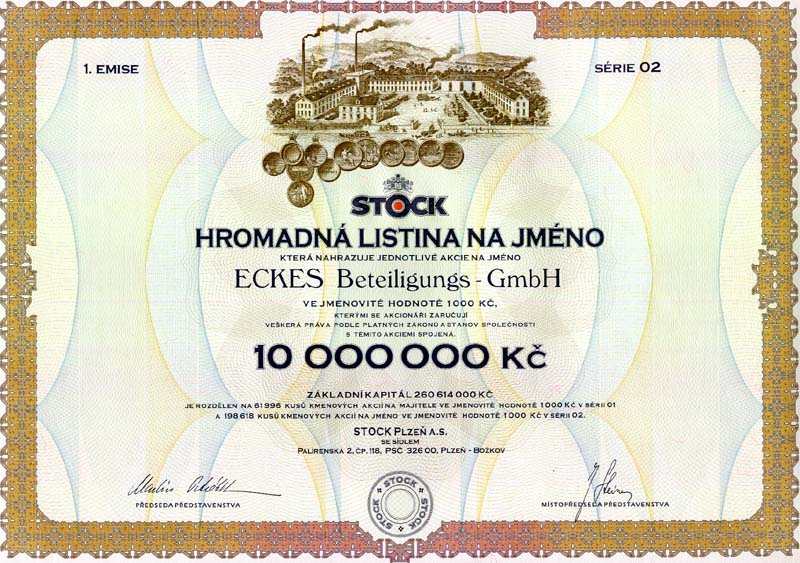 1. EMISE
SÉRIE 02
STOCK
HROMADNÁ LISTINA NA JMÉNO
KTERÁ NAHRAZUJE JEDNOTLIVÉ AKCIE NA JMÉNO
ECKES Beteiligungs - GmbH
VE JMENOVITÉ HODNOTĚ 1000 KČ,
KTERÝMI SE AKCIONÁŘI ZARUČUJÍ
VEŠKERÁ PRÁVA PODLE PLATNÝCH ZÁKONŮ A STANOV SPOLEČNOSTI
S TĚMITO AKCIEMI SPOJENÁ.
10 000 000 KČ
ZÁKLADNÍ KAPITÁL 260 614 000 KČ
JE ROZDĚLEN NA 61 996 KUSŮ KMENOVÝCH AKCIÍ NA MAJITELE VE JMENOVITÉ HODNOTĚ 1000 KČ V SÉRII 01
A 198 618 KUSŮ KMENOVÝCH AKCIÍ NA JMÉNO VE JMENOVITÉ HODNOTĚ 1000 KČ V SÉRII 02.
STOCK PLZEŇ A.S.
SE SÍDLEM
PALÍRENSKÁ 2, ČP. 118, PSČ 326 00, PLZEŇ - BOŽKOV
STOCK STOCK STOCK
PŘEDSEDA PŘEDSTAVENSTVA
MÍSTOPŘEDSEDA PŘEDSTAVENSTVA